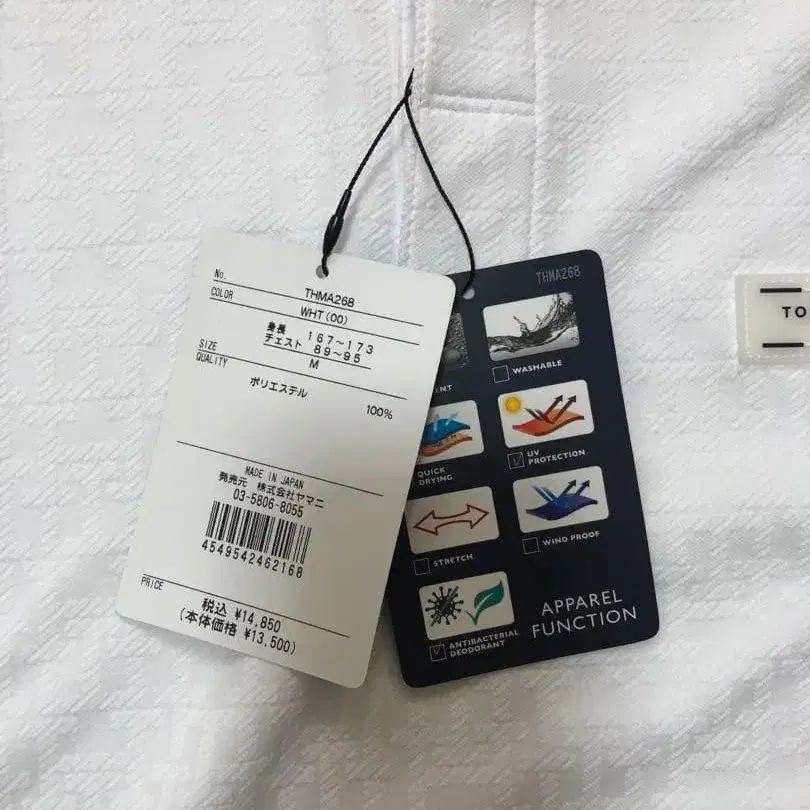 No. THMA268
COLOR WHT(00)
身長 167~173
チェスト 89~95
SIZE M
QUALITY
ポリエステル
100%
MADE IN JAPAN
発売元 株式会社ヤマニ
03-5806-8055
4549542462168
PRICE
税込 ¥14,850
(本体価格 ¥13,500)
THMA268
ENT
WASHABLE
QUICK
DRYING
UV
PROTECTION
STRETCH
WIND PROOF
ANTIBACTERIAL
DEODORANT
APPAREL
FUNCTION
TO